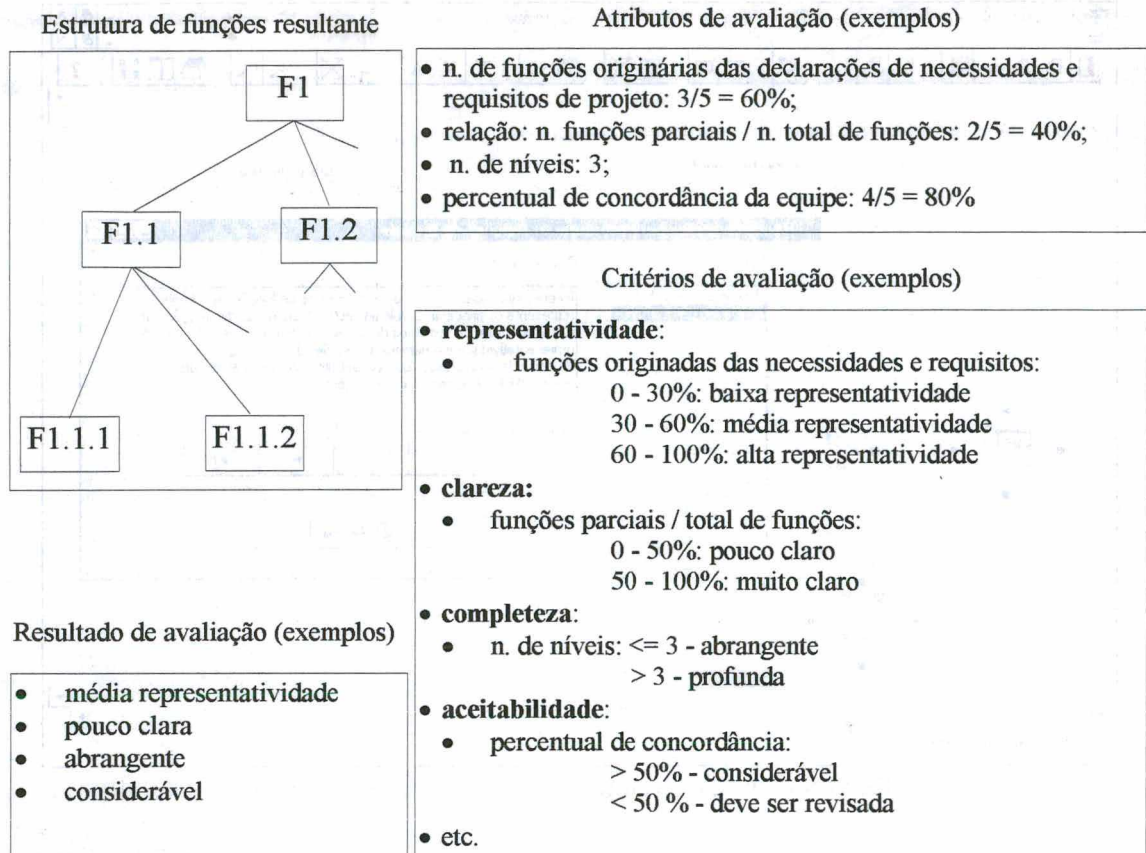 Estrutura de funções resultante
F1
F1.1
F1.2
F1.1.1
F1.1.2
Atributos de avaliação (exemplos)
• n. de funções originárias das declarações de necessidades e
requisitos de projeto: 3/5 = 60%;
• relação: n. funções parciais / n. total de funções: 2/5 = 40%;
• n. de níveis: 3;
• percentual de concordância da equipe: 4/5 = 80%
Critérios de avaliação (exemplos)
• representatividade:
• funções originadas das necessidades e requisitos:
0 - 30%: baixa representatividade
30 - 60%: média representatividade
60 - 100%: alta representatividade
• clareza:
• funções parciais / total de funções:
0 - 50%: pouco claro
50 - 100%: muito claro
• completeza:
• n. de níveis: <= 3 - abrangente
> 3 - profunda
• aceitabilidade:
• percentual de concordância:
> 50% - considerável
< 50 % - deve ser revisada
• etc.
Resultado de avaliação (exemplos)
• média representatividade
• pouco clara
• abrangente
• considerável